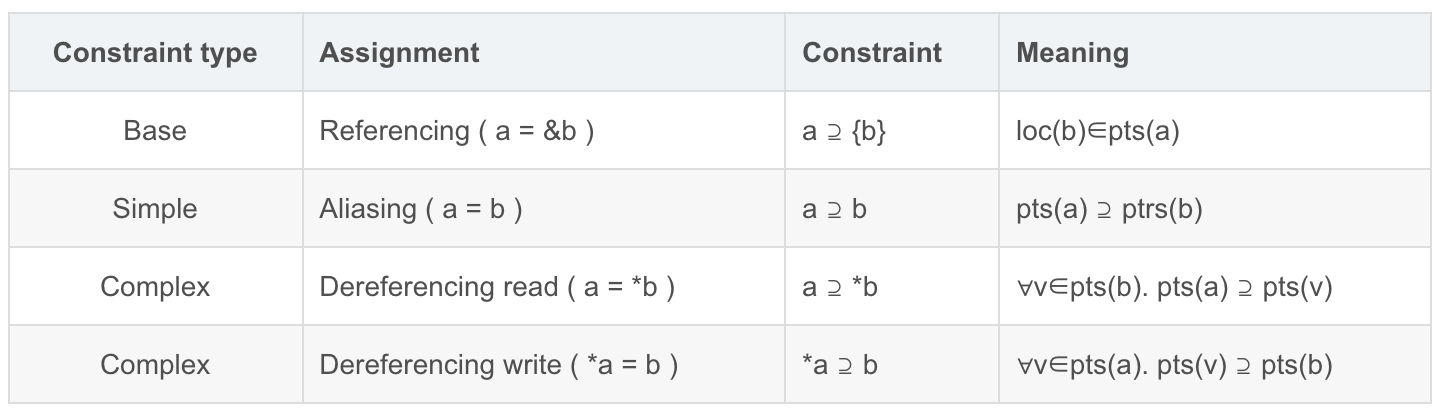 Constraint type Assignment Constraint Meaning
Base Referencing ( a = &b ) a ⊇ {b} loc(b)∈pts(a)
Simple Aliasing ( a = b ) a ⊇ b pts(a) ⊇ ptrs(b)
Complex Dereferencing read ( a = *b ) a ⊇ *b ∀v∈pts(b). pts(a) ⊇ pts(v)
Complex Dereferencing write ( *a = b ) *a ⊇ b ∀v∈pts(a). pts(v) ⊇ pts(b)